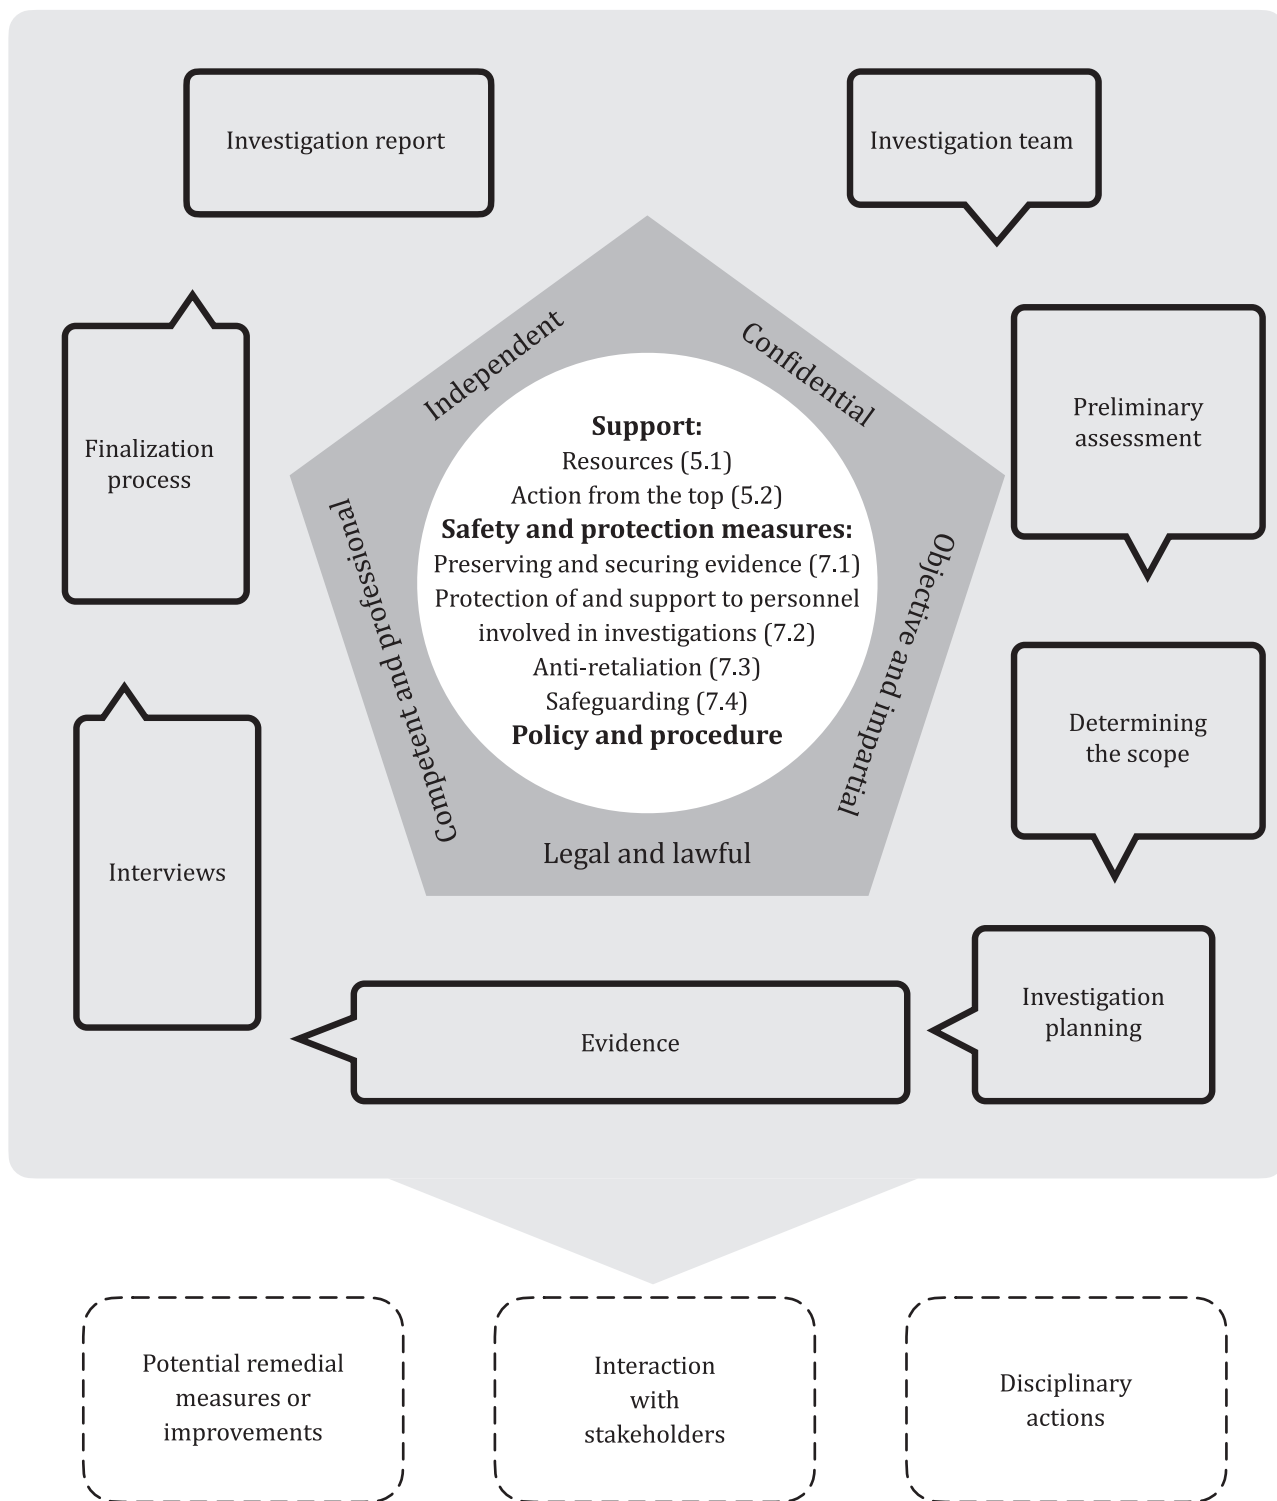 Investigation report
Investigation team
Preliminary
assessment
Determining
the scope
Investigation
planning
Evidence
Interviews
Finalization
process
Independent
Confidential
Objective and impartial
Legal and lawful
Competent and professional
Support:
Resources (5.1)
Action from the top (5.2)
Safety and protection measures:
Preserving and securing evidence (7.1)
Protection of and support to personnel
involved in investigations (7.2)
Anti-retaliation (7.3)
Safeguarding (7.4)
Policy and procedure
Potential remedial
measures or
improvements
Interaction
with
stakeholders
Disciplinary
actions